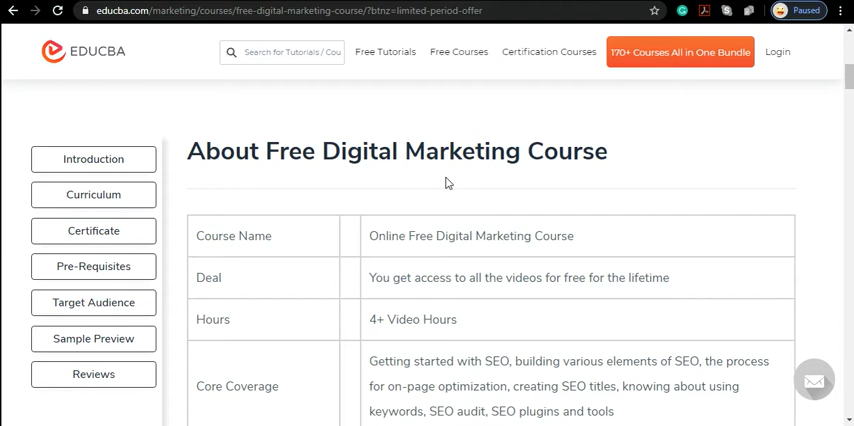 educba.com/marketing/courses/free-digital-marketing-course/?btnz=limited-period-offer
Paused
EDUCBA
Search for Tutorials / Cou
Free Tutorials
Free Courses
Certification Courses
170+ Courses All in One Bundle
Login
Introduction
Curriculum
Certificate
Pre-Requisites
Target Audience
Sample Preview
Reviews
About Free Digital Marketing Course
Course Name
Online Free Digital Marketing Course
Deal
You get access to all the videos for free for the lifetime
Hours
4+ Video Hours
Core Coverage
Getting started with SEO, building various elements of SEO, the process
for on-page optimization, creating SEO titles, knowing about using
keywords, SEO audit, SEO plugins and tools